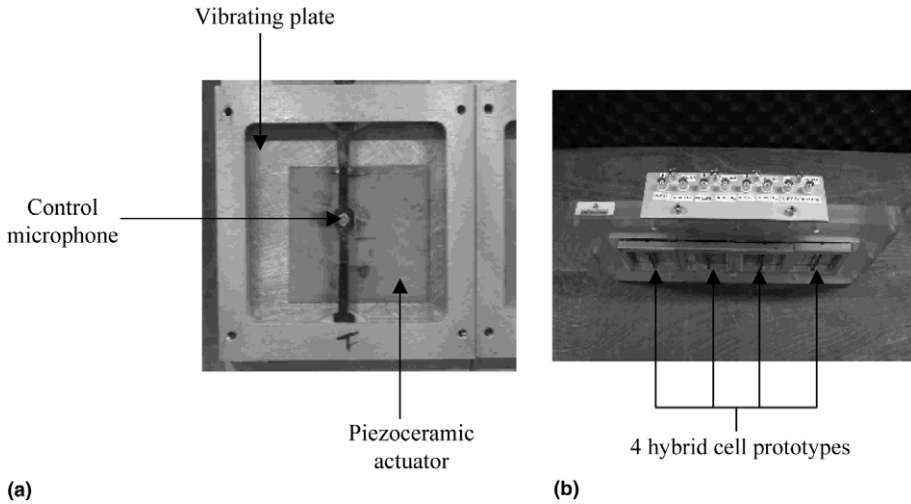 Vibrating plate
Control
microphone
Piezoceramic
actuator
(a)
4 hybrid cell prototypes
(b)